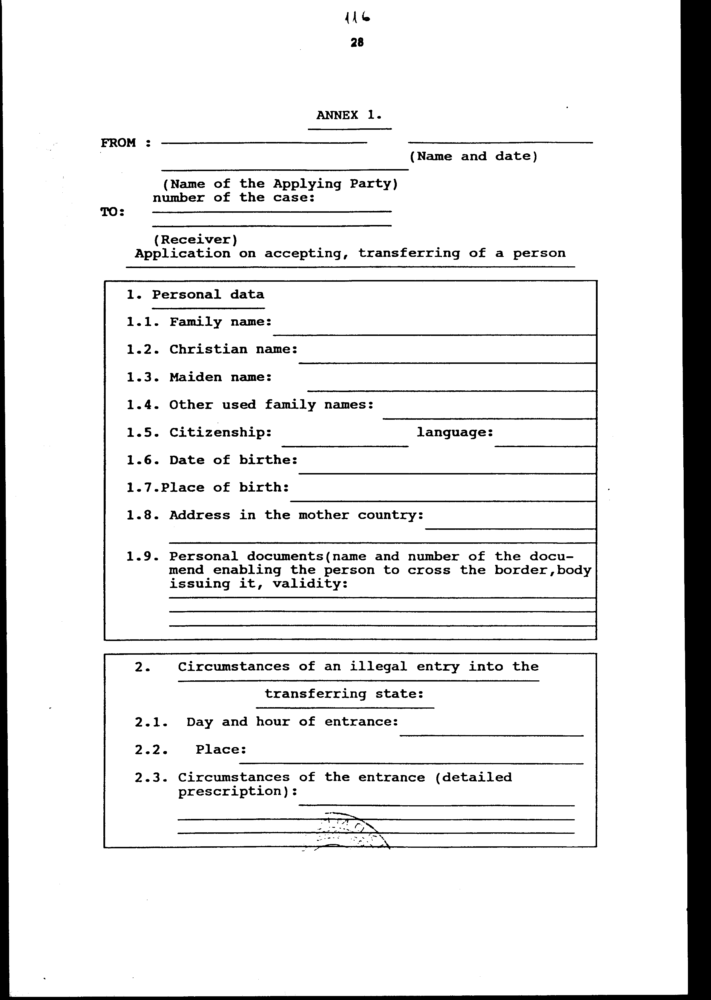 116
28
ANNEX 1.
FROM :
(Name and date)
(Name of the Applying Party)
number of the case:
TO:
(Receiver)
Application on accepting, transferring of a person
1. Personal data
1.1. Family name:
1.2. Christian name:
1.3. Maiden name:
1.4. Other used family names:
1.5. Citizenship: language:
1.6. Date of birthe:
1.7.Place of birth:
1.8. Address in the mother country:
1.9. Personal documents(name and number of the docu-
mend enabling the person to cross the border,body
issuing it, validity:
2. Circumstances of an illegal entry into the
transferring state:
2.1. Day and hour of entrance:
2.2. Place:
2.3. Circumstances of the entrance (detailed
prescription):